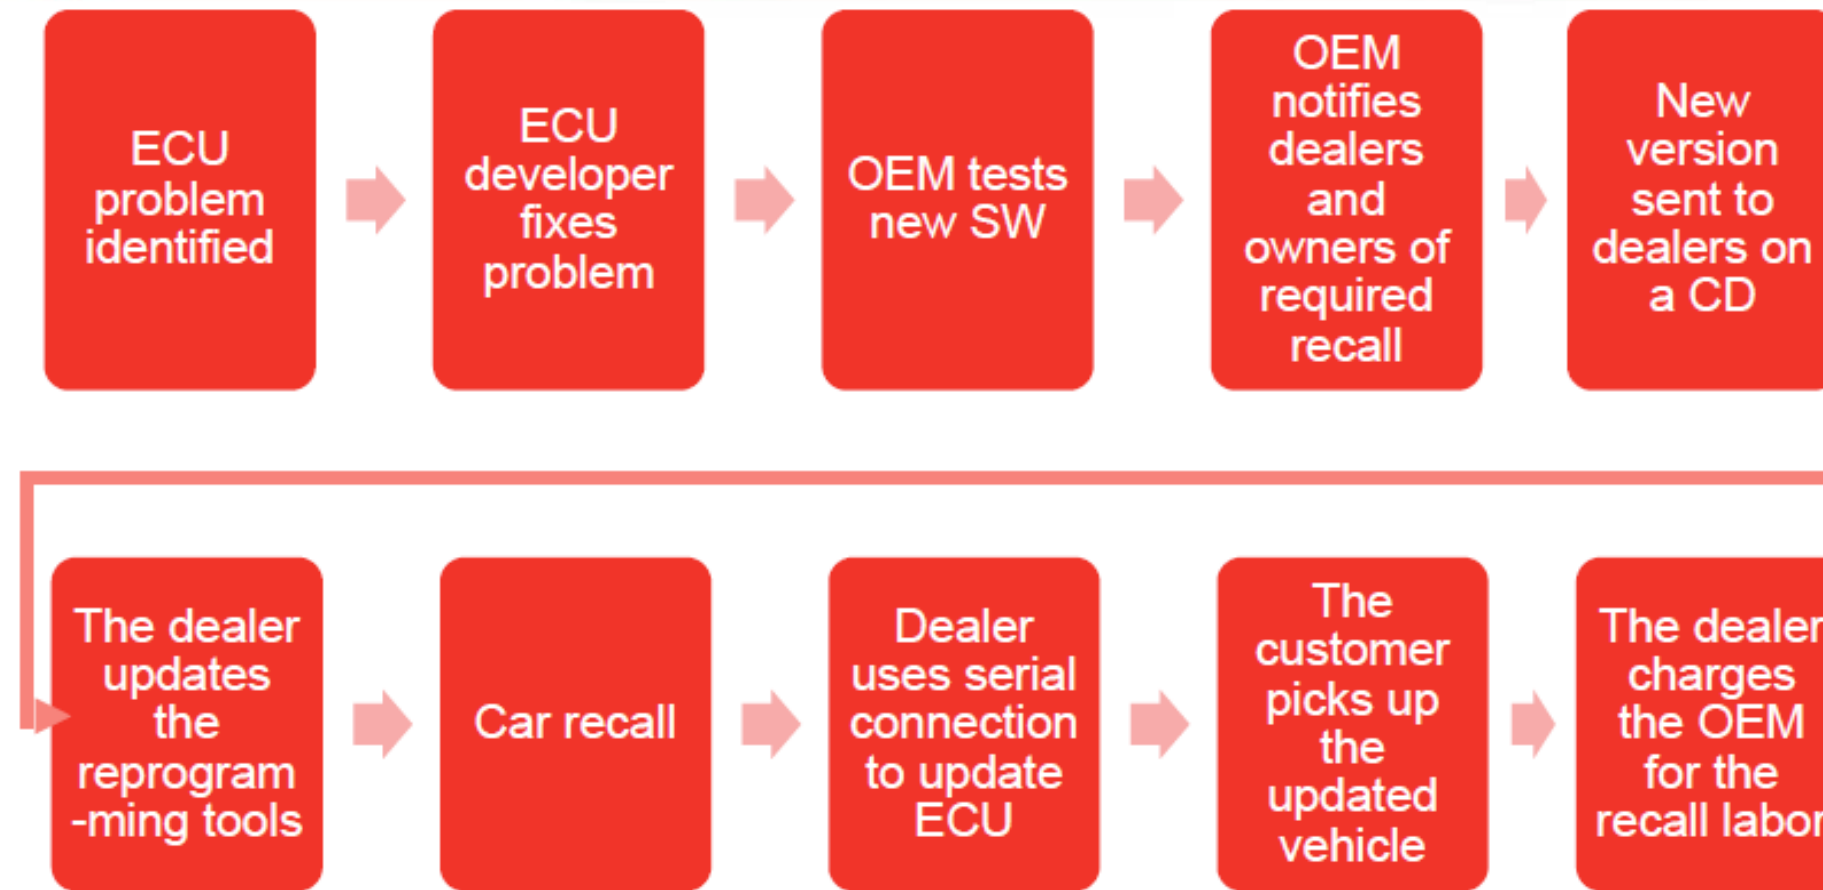 ECU
problem
identified
ECU
developer
fixes
problem
OEM tests
new SW
OEM
notifies
dealers
and
owners of
required
recall
New
version
sent to
dealers on
a CD
The dealer
updates
the
reprogram
-ming tools
Car recall
Dealer
uses serial
connection
to update
ECU
The
customer
picks up
the
updated
vehicle
The dealer
charges
the OEM
for the
recall labor